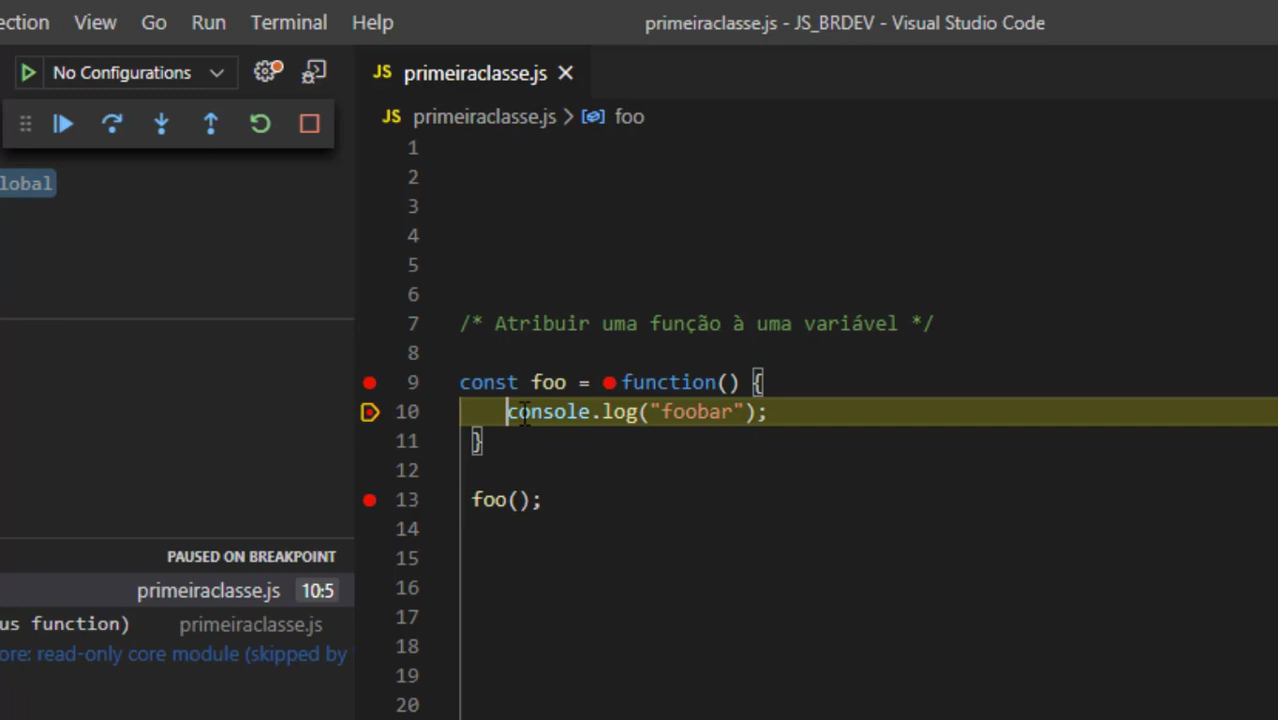 ection View Go Run Terminal Help primeiraclasse.js - JS_BRDEV - Visual Studio Code
No Configurations
JS primeiraclasse.js
JS primeiraclasse.js > foo
lobal
1
2
3
4
5
6
7 /* Atribuir uma função à uma variável */
8
9 const foo = function() {
10 console.log("foobar");
11 }
12
13 foo();
14
15
16
17
18
19
20
PAUSED ON BREAKPOINT
primeiraclasse.js 10:5
us function) primeiraclasse.js
ore: read-only core module (skipped by